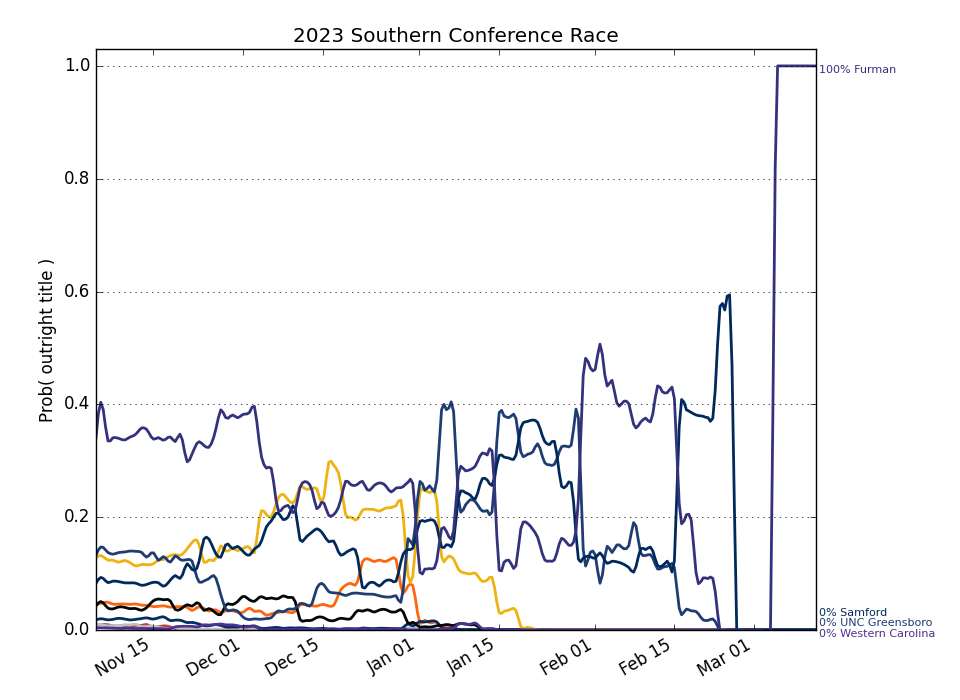 2023 Southern Conference Race
1.0
100% Furman
0.8
0.6
Prob( outright title )
0.4
0.2
0% Samford
0% UNC Greensboro
0.0
0% Western Carolina
Nov 15
Dec 01
Dec 15
Jan 01
Jan 15
Feb 01
Feb 15
Mar 01